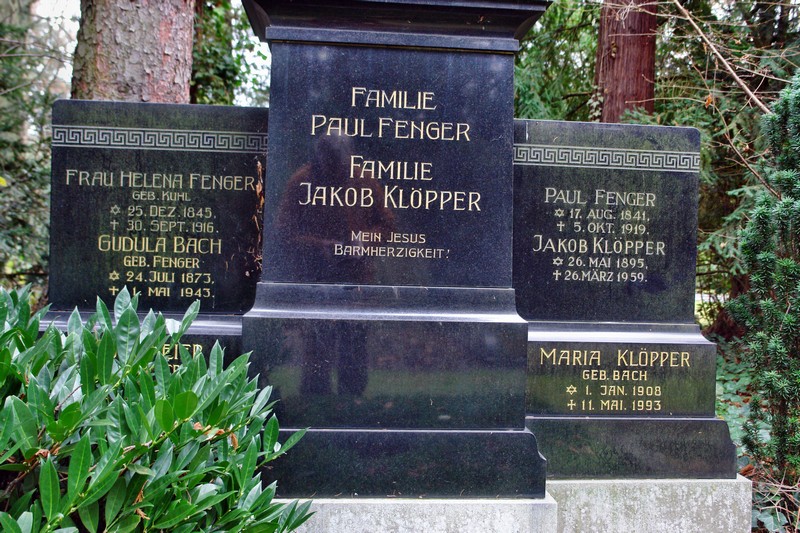 FRAU HELENA FENGER
GEB. KÜHL
✡ 25. DEZ. 1845.
✝ 30. SEPT. 1916.
GUDULA BACH
GEB. FENGER
✡ 24. JULI 1873.
✝ 1. MAI 1943.
FAMILIE
PAUL FENGER
FAMILIE
JAKOB KLÖPPER
MEIN JESUS
BARMHERZIGKEIT!
PAUL FENGER
✡ 17. AUG. 1841.
✝ 5. OKT. 1919.
JAKOB KLÖPPER
✡ 26. MAI 1895.
✝ 26. MÄRZ 1959.
MARIA KLÖPPER
GEB. BACH
✡ 1. JAN. 1908
✝ 11. MAI. 1993